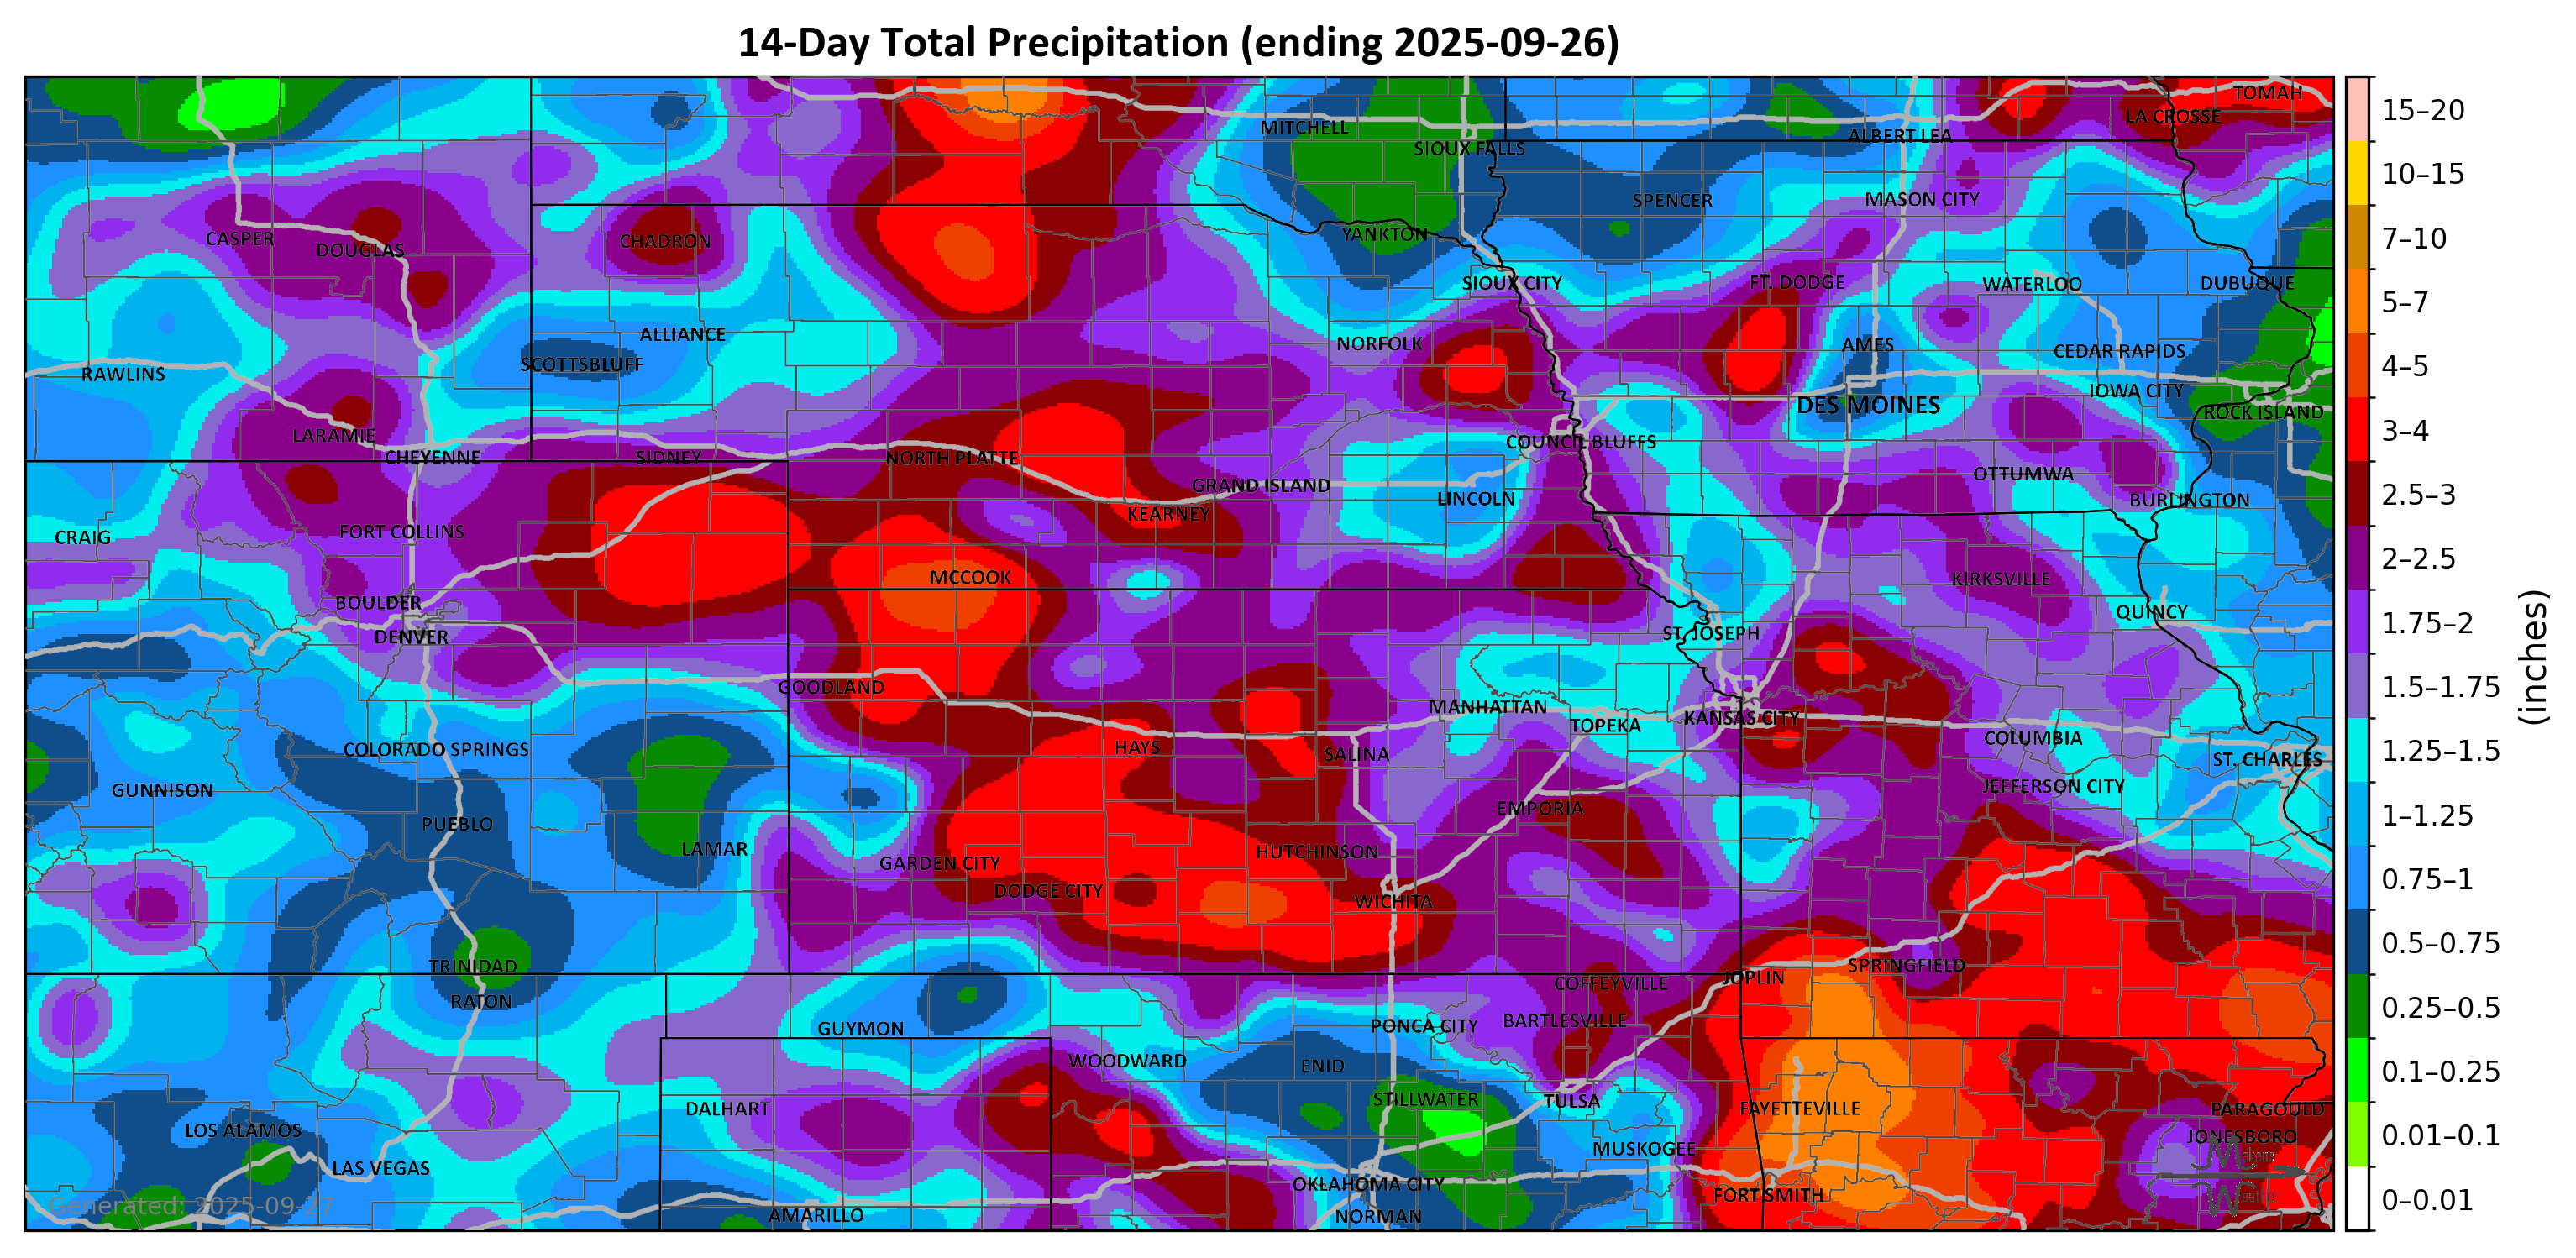 14-Day Total Precipitation (ending 2025-09-26)
TOMAH
LA CROSSE
MITCHELL
ALBERT LEA
SIOUX FALLS
SPENCER
MASON CITY
CASPER
DOUGLAS
CHADRON
YANKTON
SIOUX CITY
FT. DODGE
WATERLOO
DUBUQUE
ALLIANCE
NORFOLK
AMES
CEDAR RAPIDS
SCOTTSBLUFF
RAWLINS
IOWA CITY
DES MOINES
ROCK ISLAND
LARAMIE
COUNCIL BLUFFS
CHEYENNE
SIDNEY
NORTH PLATTE
OTTUMWA
GRAND ISLAND
LINCOLN
BURLINGTON
KEARNEY
CRAIG
FORT COLLINS
MCCOOK
KIRKSVILLE
BOULDER
QUINCY
DENVER
ST. JOSEPH
GOODLAND
MANHATTAN
KANSAS CITY
TOPEKA
COLUMBIA
COLORADO SPRINGS
HAYS
SALINA
ST. CHARLES
GUNNISON
JEFFERSON CITY
EMPORIA
PUEBLO
LAMAR
HUTCHINSON
GARDEN CITY
DODGE CITY
WICHITA
TRINIDAD
SPRINGFIELD
JOPLIN
COFFEYVILLE
RATON
BARTLESVILLE
GUYMON
PONCA CITY
WOODWARD
ENID
STILLWATER
TULSA
DALHART
FAYETTEVILLE
PARAGOULD
LOS ALAMOS
JONESBORO
MUSKOGEE
LAS VEGAS
OKLAHOMA CITY
FORT SMITH
AMARILLO
NORMAN
Generated: 2025-09-27
15–20
10–15
7–10
5–7
4–5
3–4
2.5–3
2–2.5
1.75–2
1.5–1.75
1.25–1.5
1–1.25
0.75–1
0.5–0.75
0.25–0.5
0.1–0.25
0.01–0.1
0–0.01
(inches)